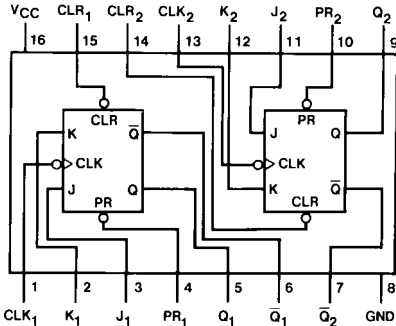 VCC CLR1 CLR2 CLK2 K2 J2 PR2 Q2
16 15 14 13 12 11 10 9
CLR PR
K Q̅ J Q
CLK CLK
J Q K Q̅
PR CLR
1 2 3 4 5 6 7 8
CLK1 K1 J1 PR1 Q1 Q̅1 Q̅2 GND